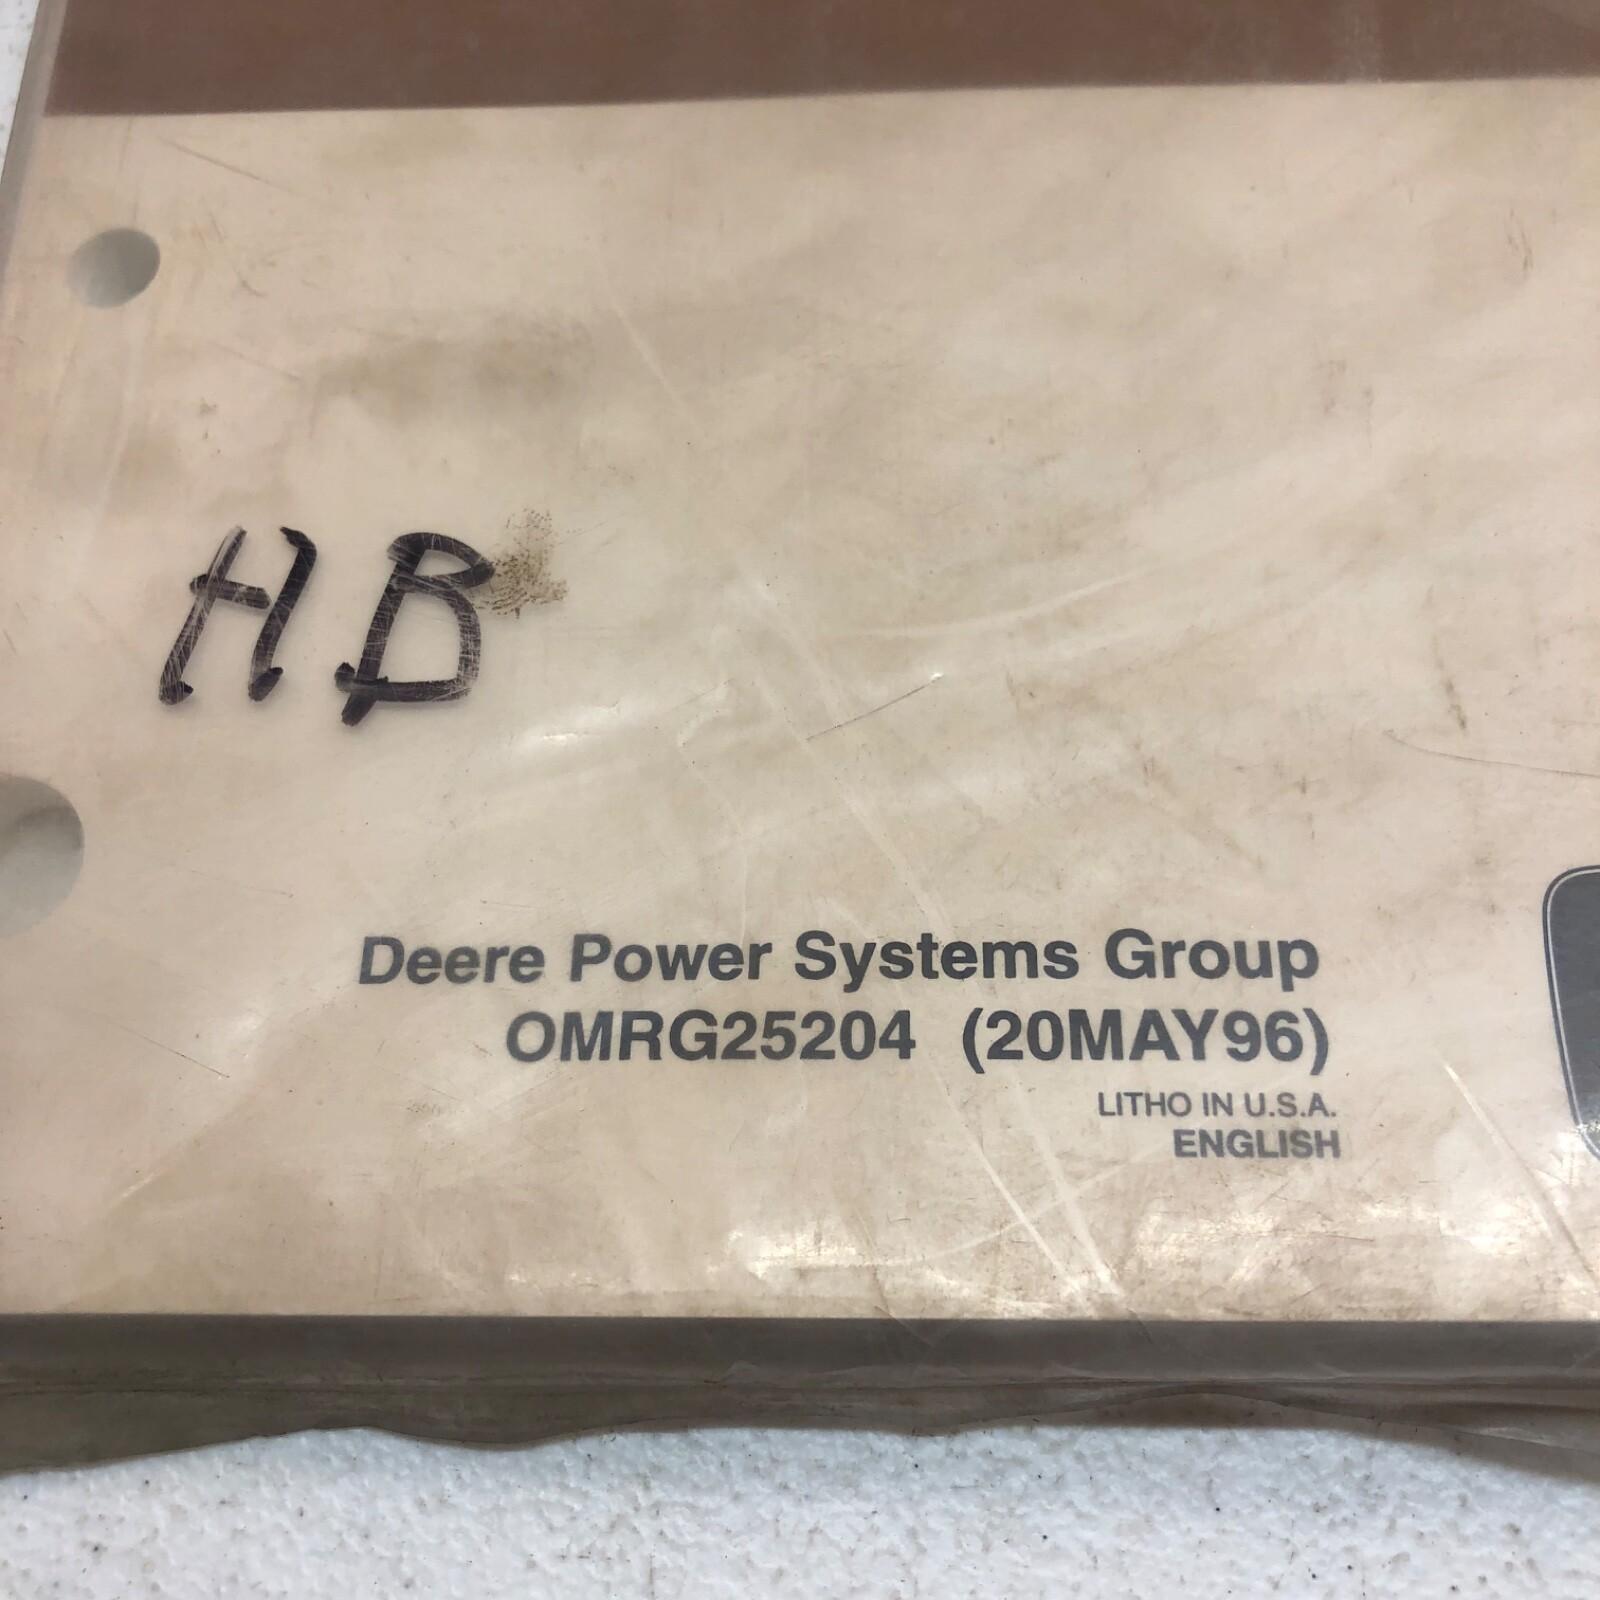 HB
Deere Power Systems Group
OMRG25204 (20MAY96)
LITHO IN U.S.A.
ENGLISH